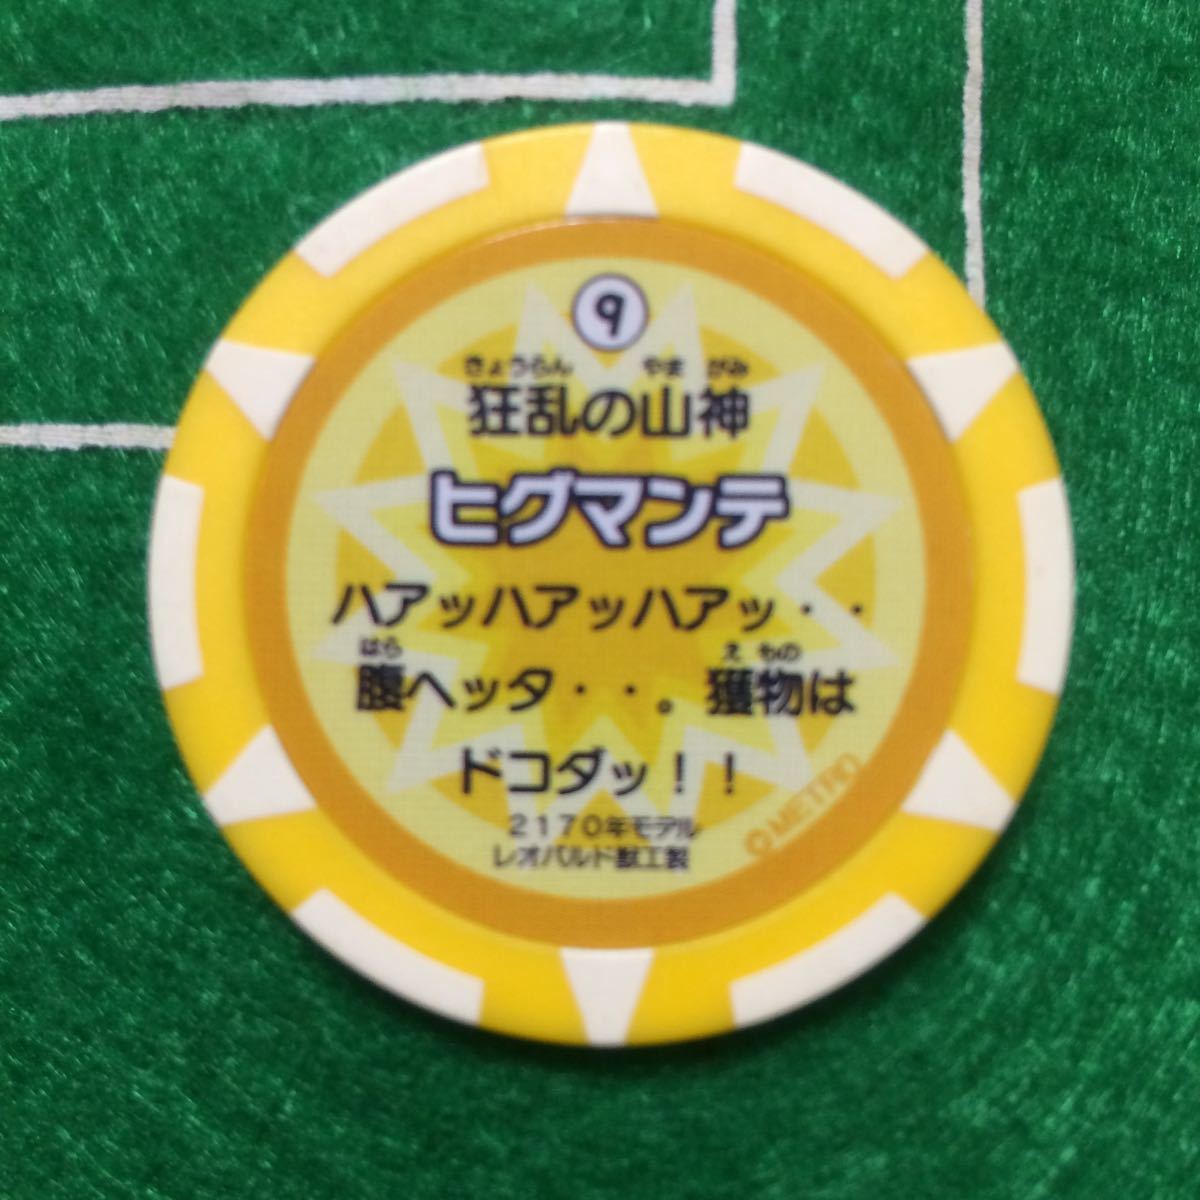 9
きょうらん やま がみ
狂乱の山神
ヒグマンテ
ハアッハアッハアッ・・
はら え もの
腹ヘッタ・・。獲物は
ドコダッ！！
2170年モデル
レオパルド獣工製
©METRO